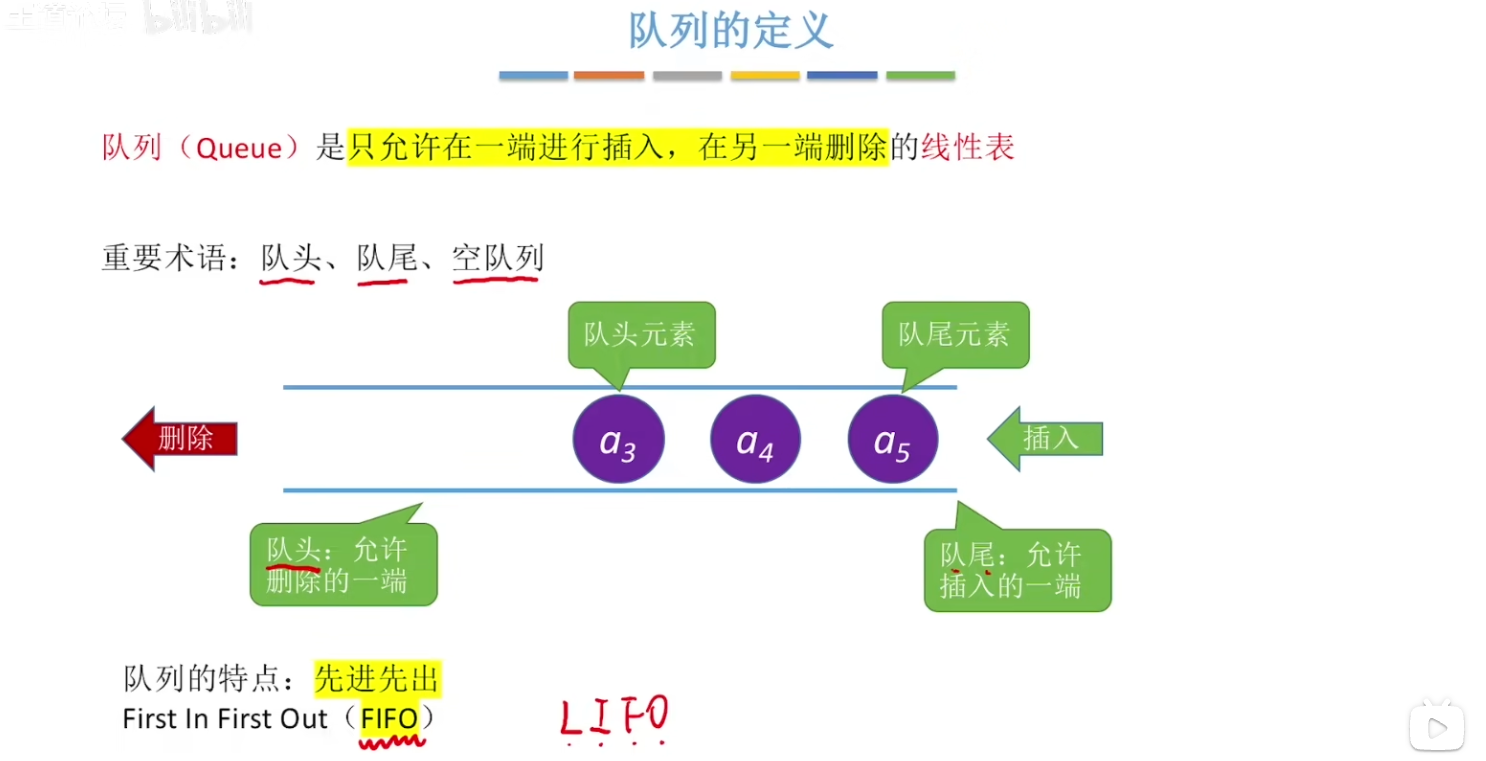 bilibili
队列的定义
队列（Queue）是只允许在一端进行插入，在另一端删除的线性表
重要术语：队头、队尾、空队列
队头元素
队尾元素
删除
a3
a4
a5
插入
队头：允许
删除的一端
队尾：允许
插入的一端
队列的特点：先进先出
First In First Out（FIFO）
LIFO